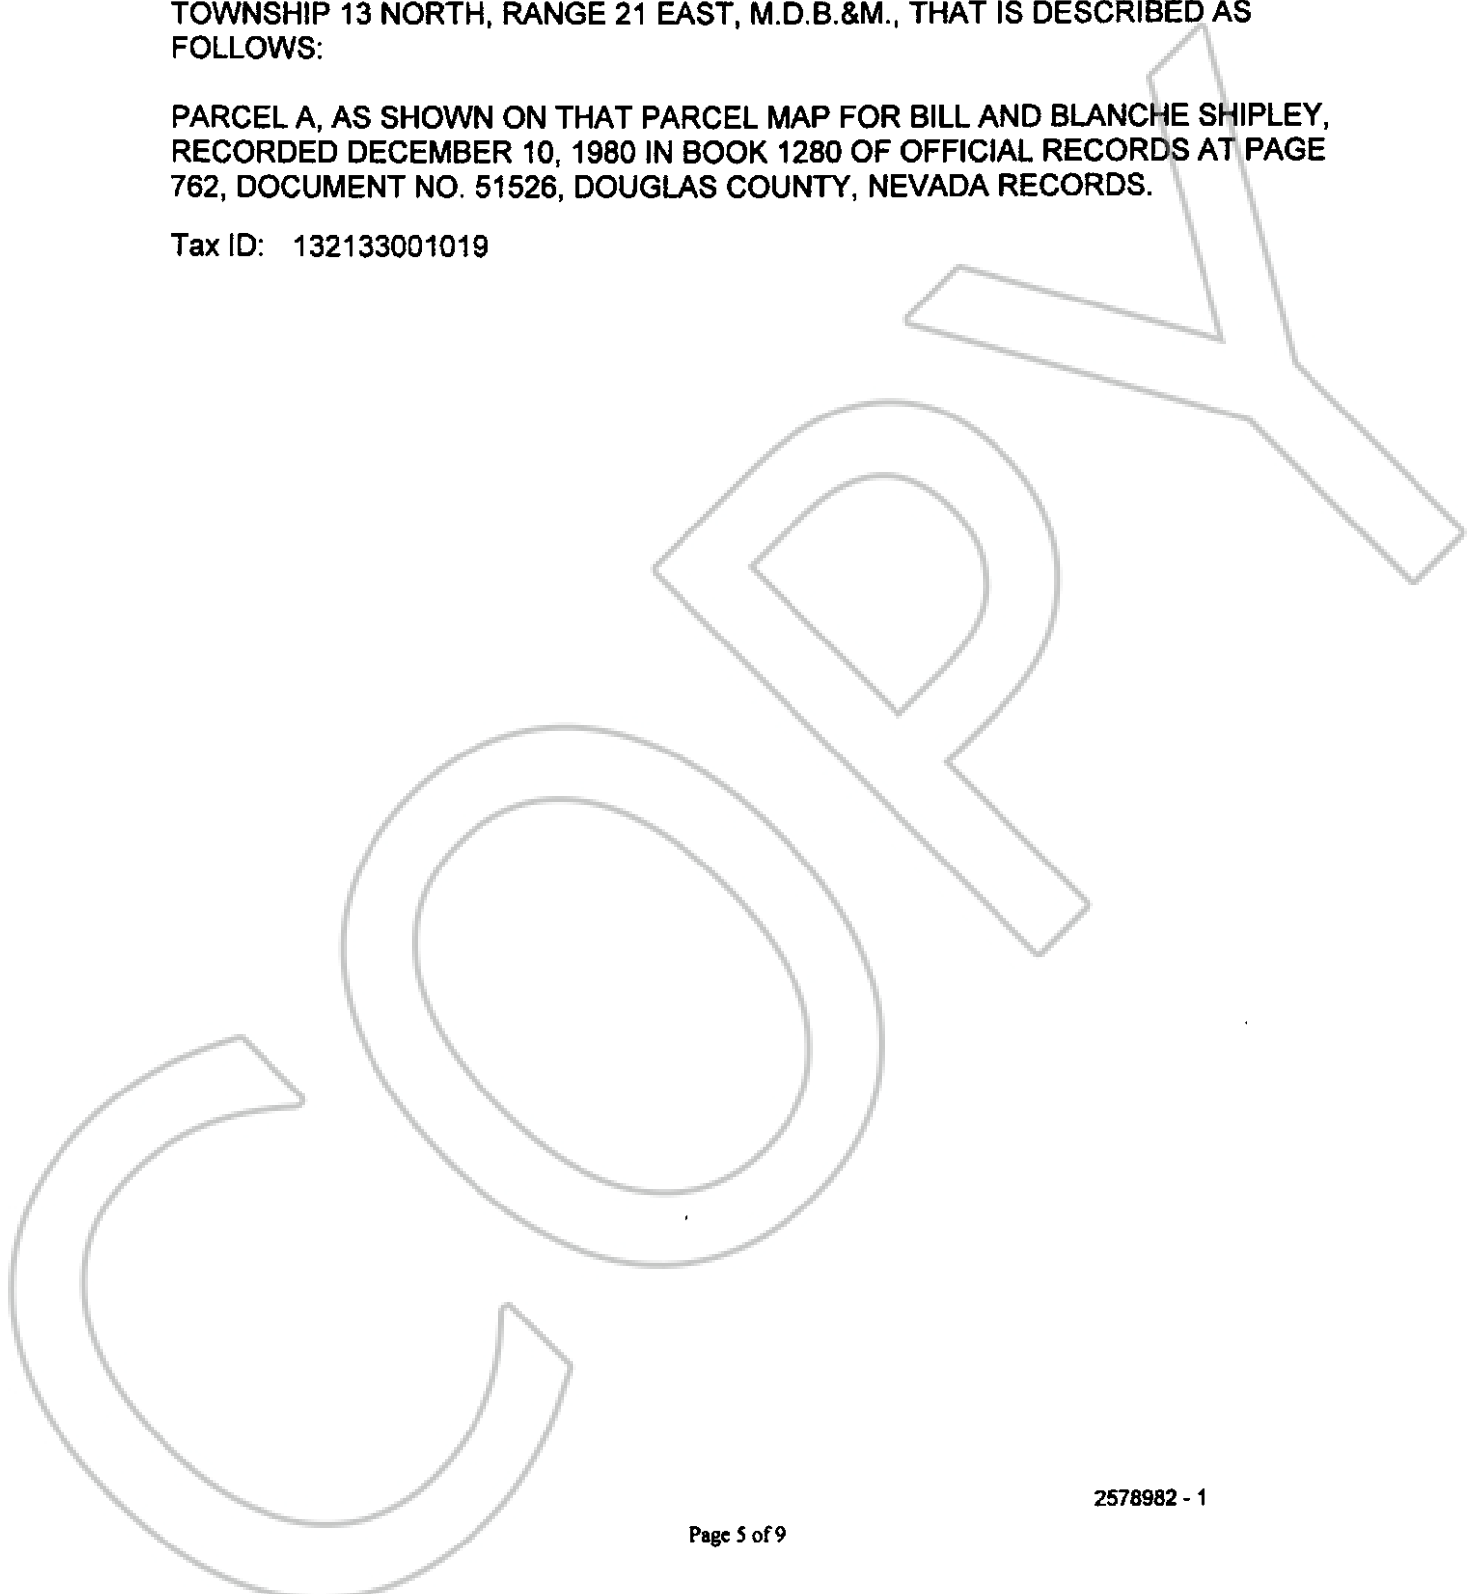 TOWNSHIP 13 NORTH, RANGE 21 EAST, M.D.B.&M., THAT IS DESCRIBED AS
FOLLOWS:
PARCEL A, AS SHOWN ON THAT PARCEL MAP FOR BILL AND BLANCHE SHIPLEY,
RECORDED DECEMBER 10, 1980 IN BOOK 1280 OF OFFICIAL RECORDS AT PAGE
762, DOCUMENT NO. 51526, DOUGLAS COUNTY, NEVADA RECORDS.
Tax ID: 132133001019
COPY
2578982 - 1
Page 5 of 9